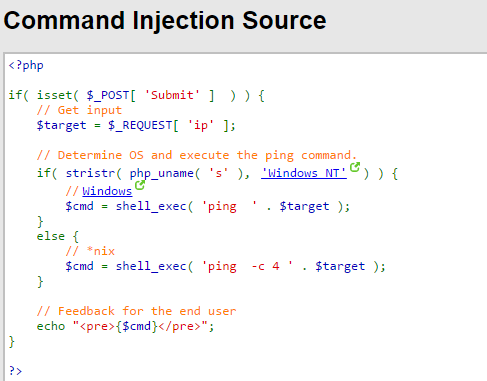 Command Injection Source
<?php
if( isset( $_POST[ 'Submit' ]  ) ) {
    // Get input
    $target = $_REQUEST[ 'ip' ];
    // Determine OS and execute the ping command.
    if( stristr( php_uname( 's' ), 'Windows NT' ) ) {
        // Windows
        $cmd = shell_exec( 'ping  ' . $target );
    }
    else {
        // *nix
        $cmd = shell_exec( 'ping  -c 4 ' . $target );
    }
    // Feedback for the end user
    echo "<pre>{$cmd}</pre>";
}
?>